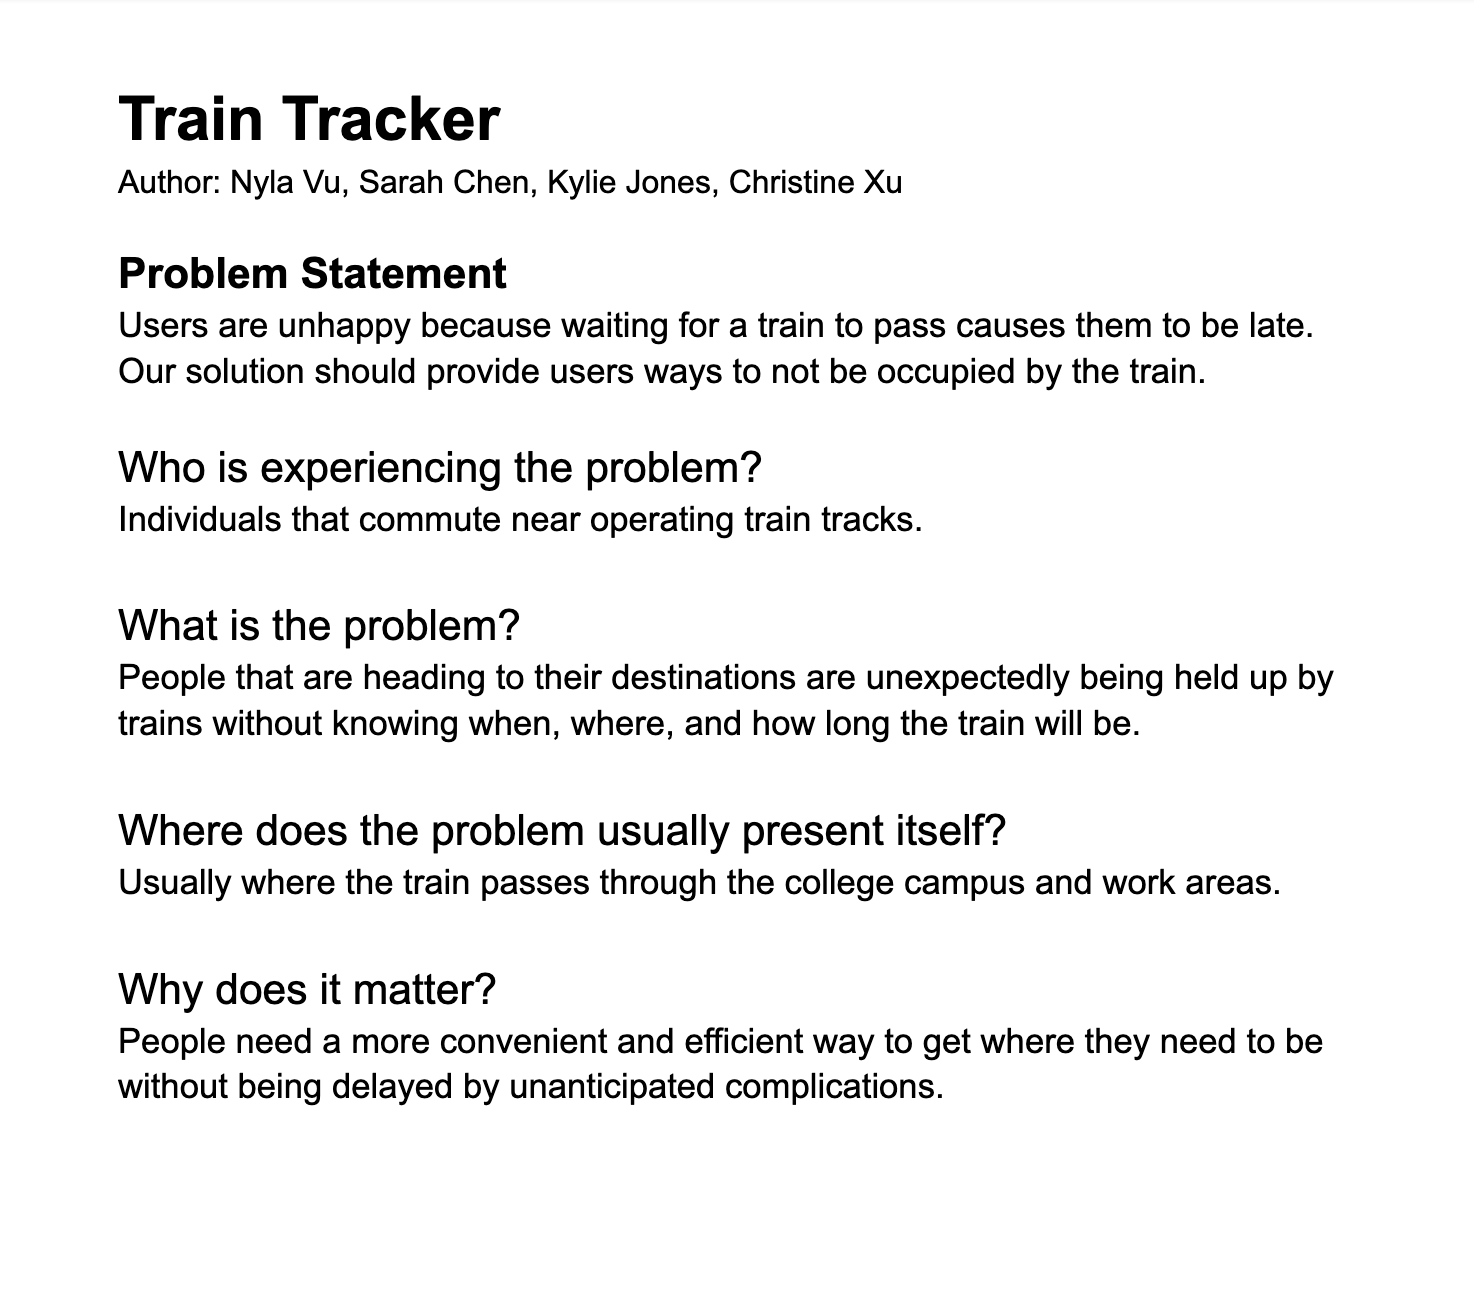 Train Tracker
Author: Nyla Vu, Sarah Chen, Kylie Jones, Christine Xu
Problem Statement
Users are unhappy because waiting for a train to pass causes them to be late.
Our solution should provide users ways to not be occupied by the train.
Who is experiencing the problem?
Individuals that commute near operating train tracks.
What is the problem?
People that are heading to their destinations are unexpectedly being held up by
trains without knowing when, where, and how long the train will be.
Where does the problem usually present itself?
Usually where the train passes through the college campus and work areas.
Why does it matter?
People need a more convenient and efficient way to get where they need to be
without being delayed by unanticipated complications.